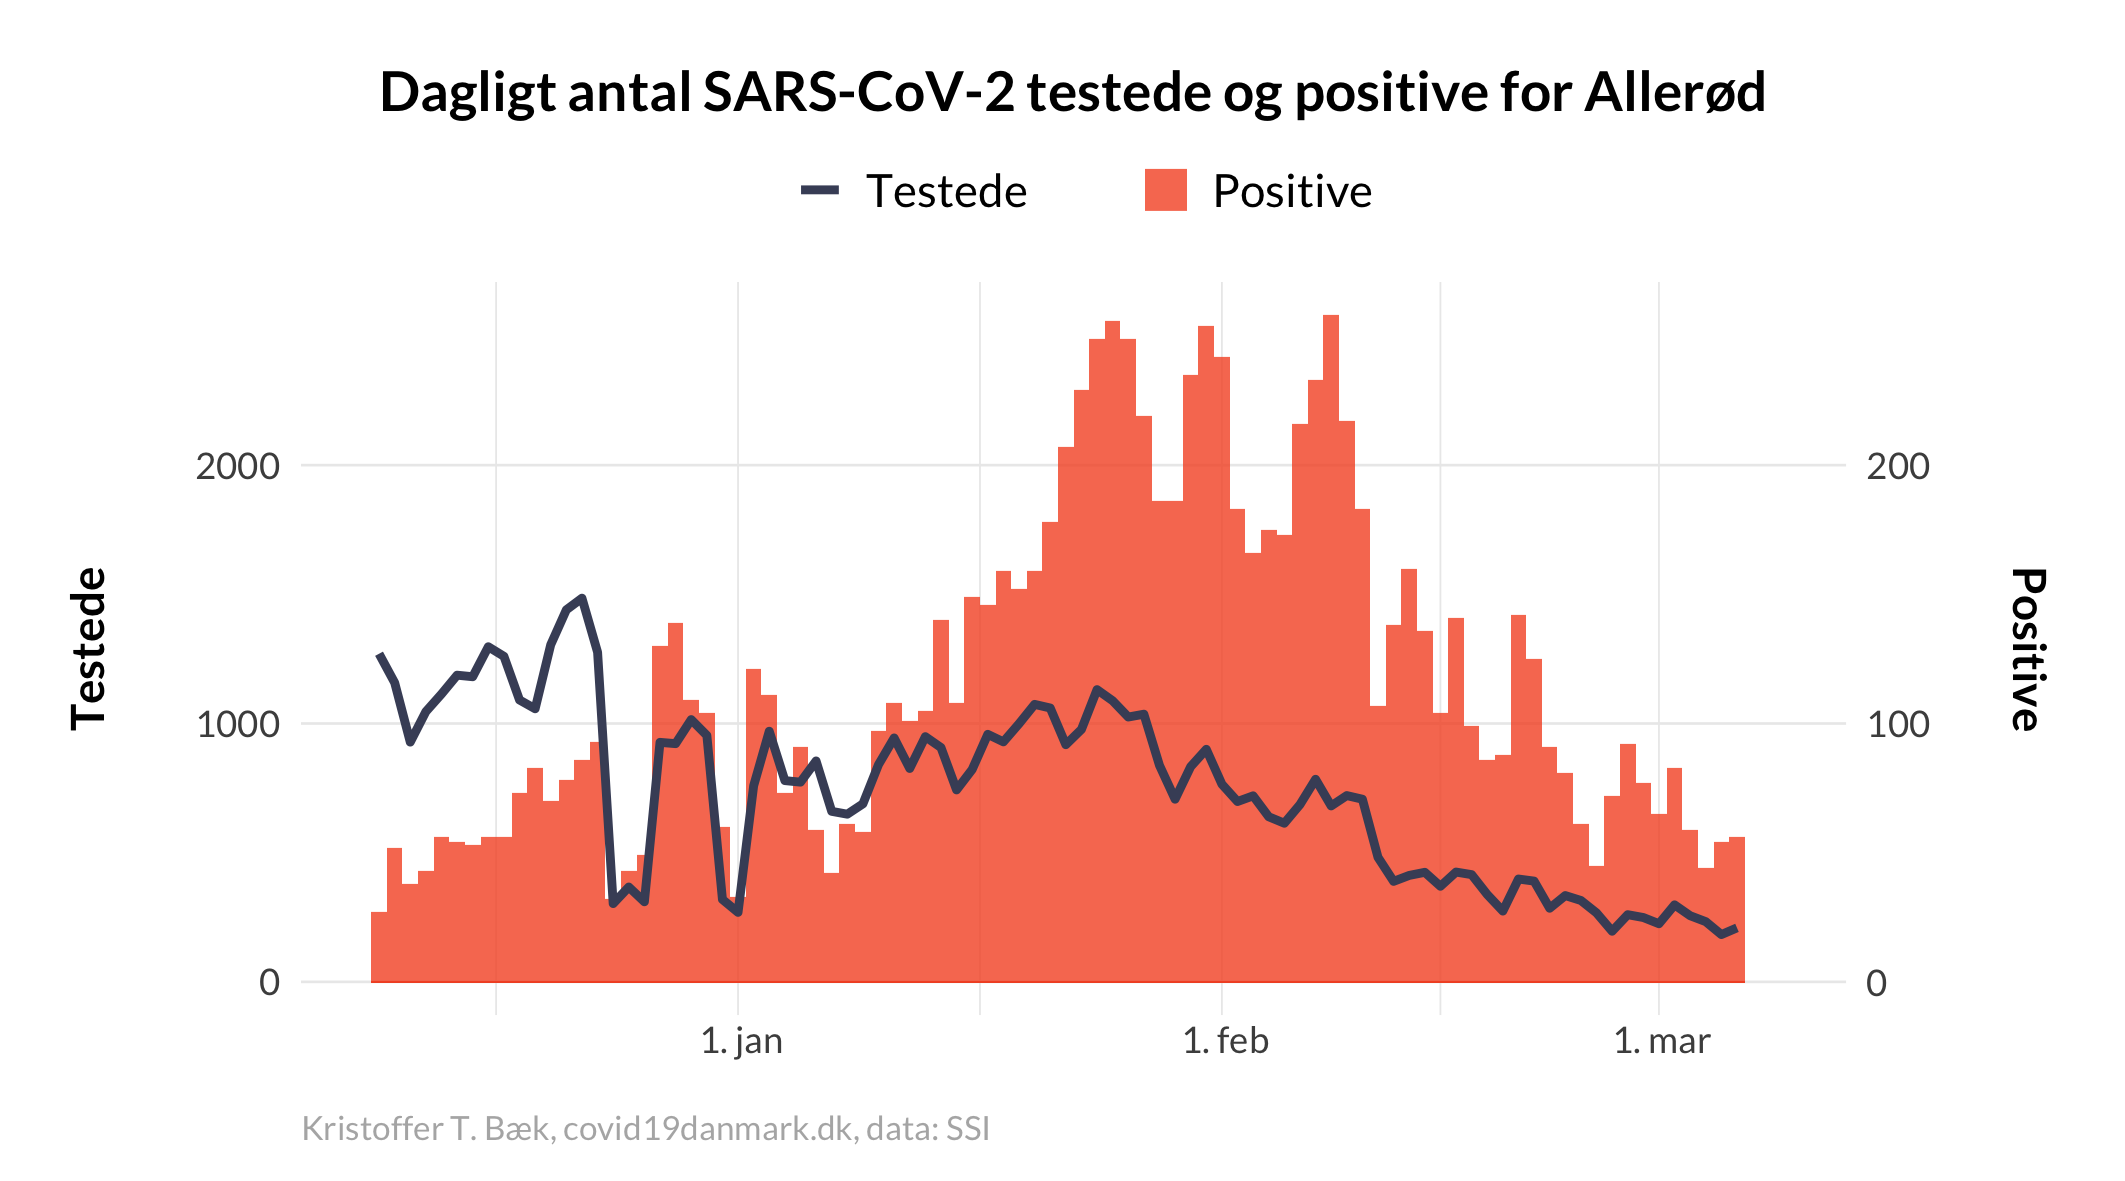 Dagligt antal SARS-CoV-2 testede og positive for Allerød
Testede
Positive
Testede
Positive
2000
1000
0
200
100
0
1. jan
1. feb
1. mar
Kristoffer T. Bæk, covid19danmark.dk, data: SSI